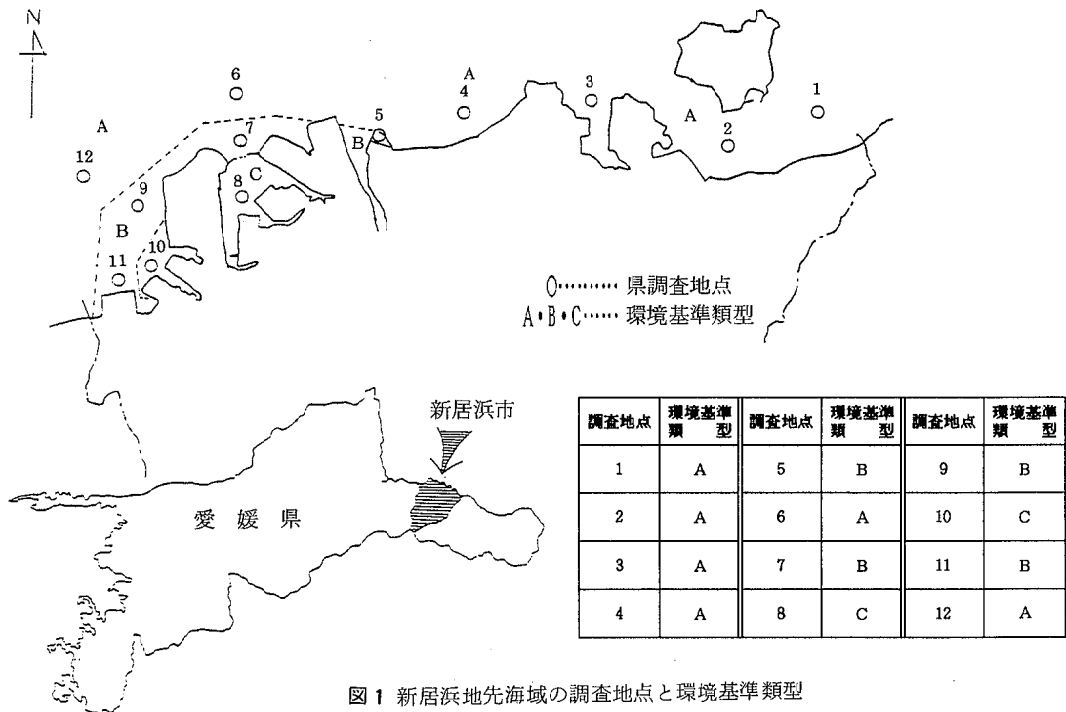 N
A
6
A
4
3
1
A
2
12
7
5
B
9
8
C
B
10
11
○……… 県調査地点
A・B・C…… 環境基準類型
新居浜市
愛媛県
調査地点 環境基準類型 調査地点 環境基準類型 調査地点 環境基準類型
1 A 5 B 9 B
2 A 6 A 10 C
3 A 7 B 11 B
4 A 8 C 12 A
図1 新居浜地先海域の調査地点と環境基準類型